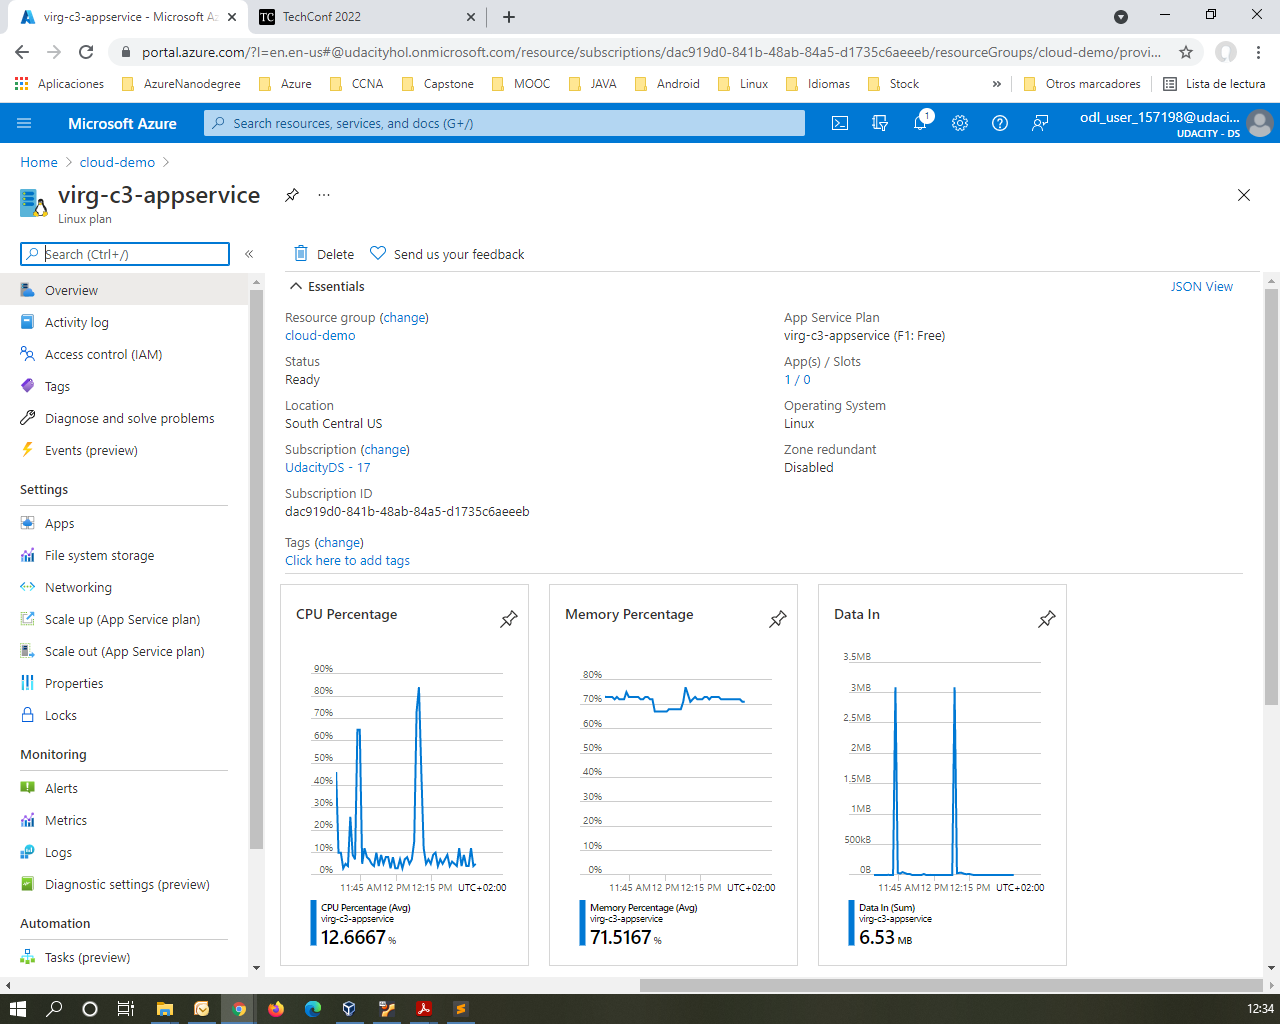 virg-c3-appservice - Microsoft Az
TechConf 2022
portal.azure.com/?l=en.en-us#@udacityhol.onmicrosoft.com/resource/subscriptions/dac919d0-841b-48ab-84a5-d1735c6aeeeb/resourceGroups/cloud-demo/provi...
Aplicaciones AzureNanodegree Azure CCNA Capstone MOOC JAVA Android Linux Idiomas Stock » Otros marcadores Lista de lectura
Microsoft Azure Search resources, services, and docs (G+/) 1 odl_user_157198@udaci...
UDACITY - DS
Home > cloud-demo >
virg-c3-appservice ...
Linux plan
Search (Ctrl+/) «
Overview
Activity log
Access control (IAM)
Tags
Diagnose and solve problems
Events (preview)
Settings
Apps
File system storage
Networking
Scale up (App Service plan)
Scale out (App Service plan)
Properties
Locks
Monitoring
Alerts
Metrics
Logs
Diagnostic settings (preview)
Automation
Tasks (preview)
Delete Send us your feedback
Essentials JSON View
Resource group (change)
cloud-demo
Status
Ready
Location
South Central US
Subscription (change)
UdacityDS - 17
Subscription ID
dac919d0-841b-48ab-84a5-d1735c6aeeeb
Tags (change)
Click here to add tags
App Service Plan
virg-c3-appservice (F1: Free)
App(s) / Slots
1 / 0
Operating System
Linux
Zone redundant
Disabled
CPU Percentage
90%
80%
70%
60%
50%
40%
30%
20%
10%
0%
11:45 AM 12 PM 12:15 PM UTC+02:00
CPU Percentage (Avg)
virg-c3-appservice
12.6667 %
Memory Percentage
80%
70%
60%
50%
40%
30%
20%
10%
0%
11:45 AM 12 PM 12:15 PM UTC+02:00
Memory Percentage (Avg)
virg-c3-appservice
71.5167 %
Data In
3.5MB
3MB
2.5MB
2MB
1.5MB
1MB
500kB
0B
11:45 AM 12 PM 12:15 PM UTC+02:00
Data In (Sum)
virg-c3-appservice
6.53 MB
12:34